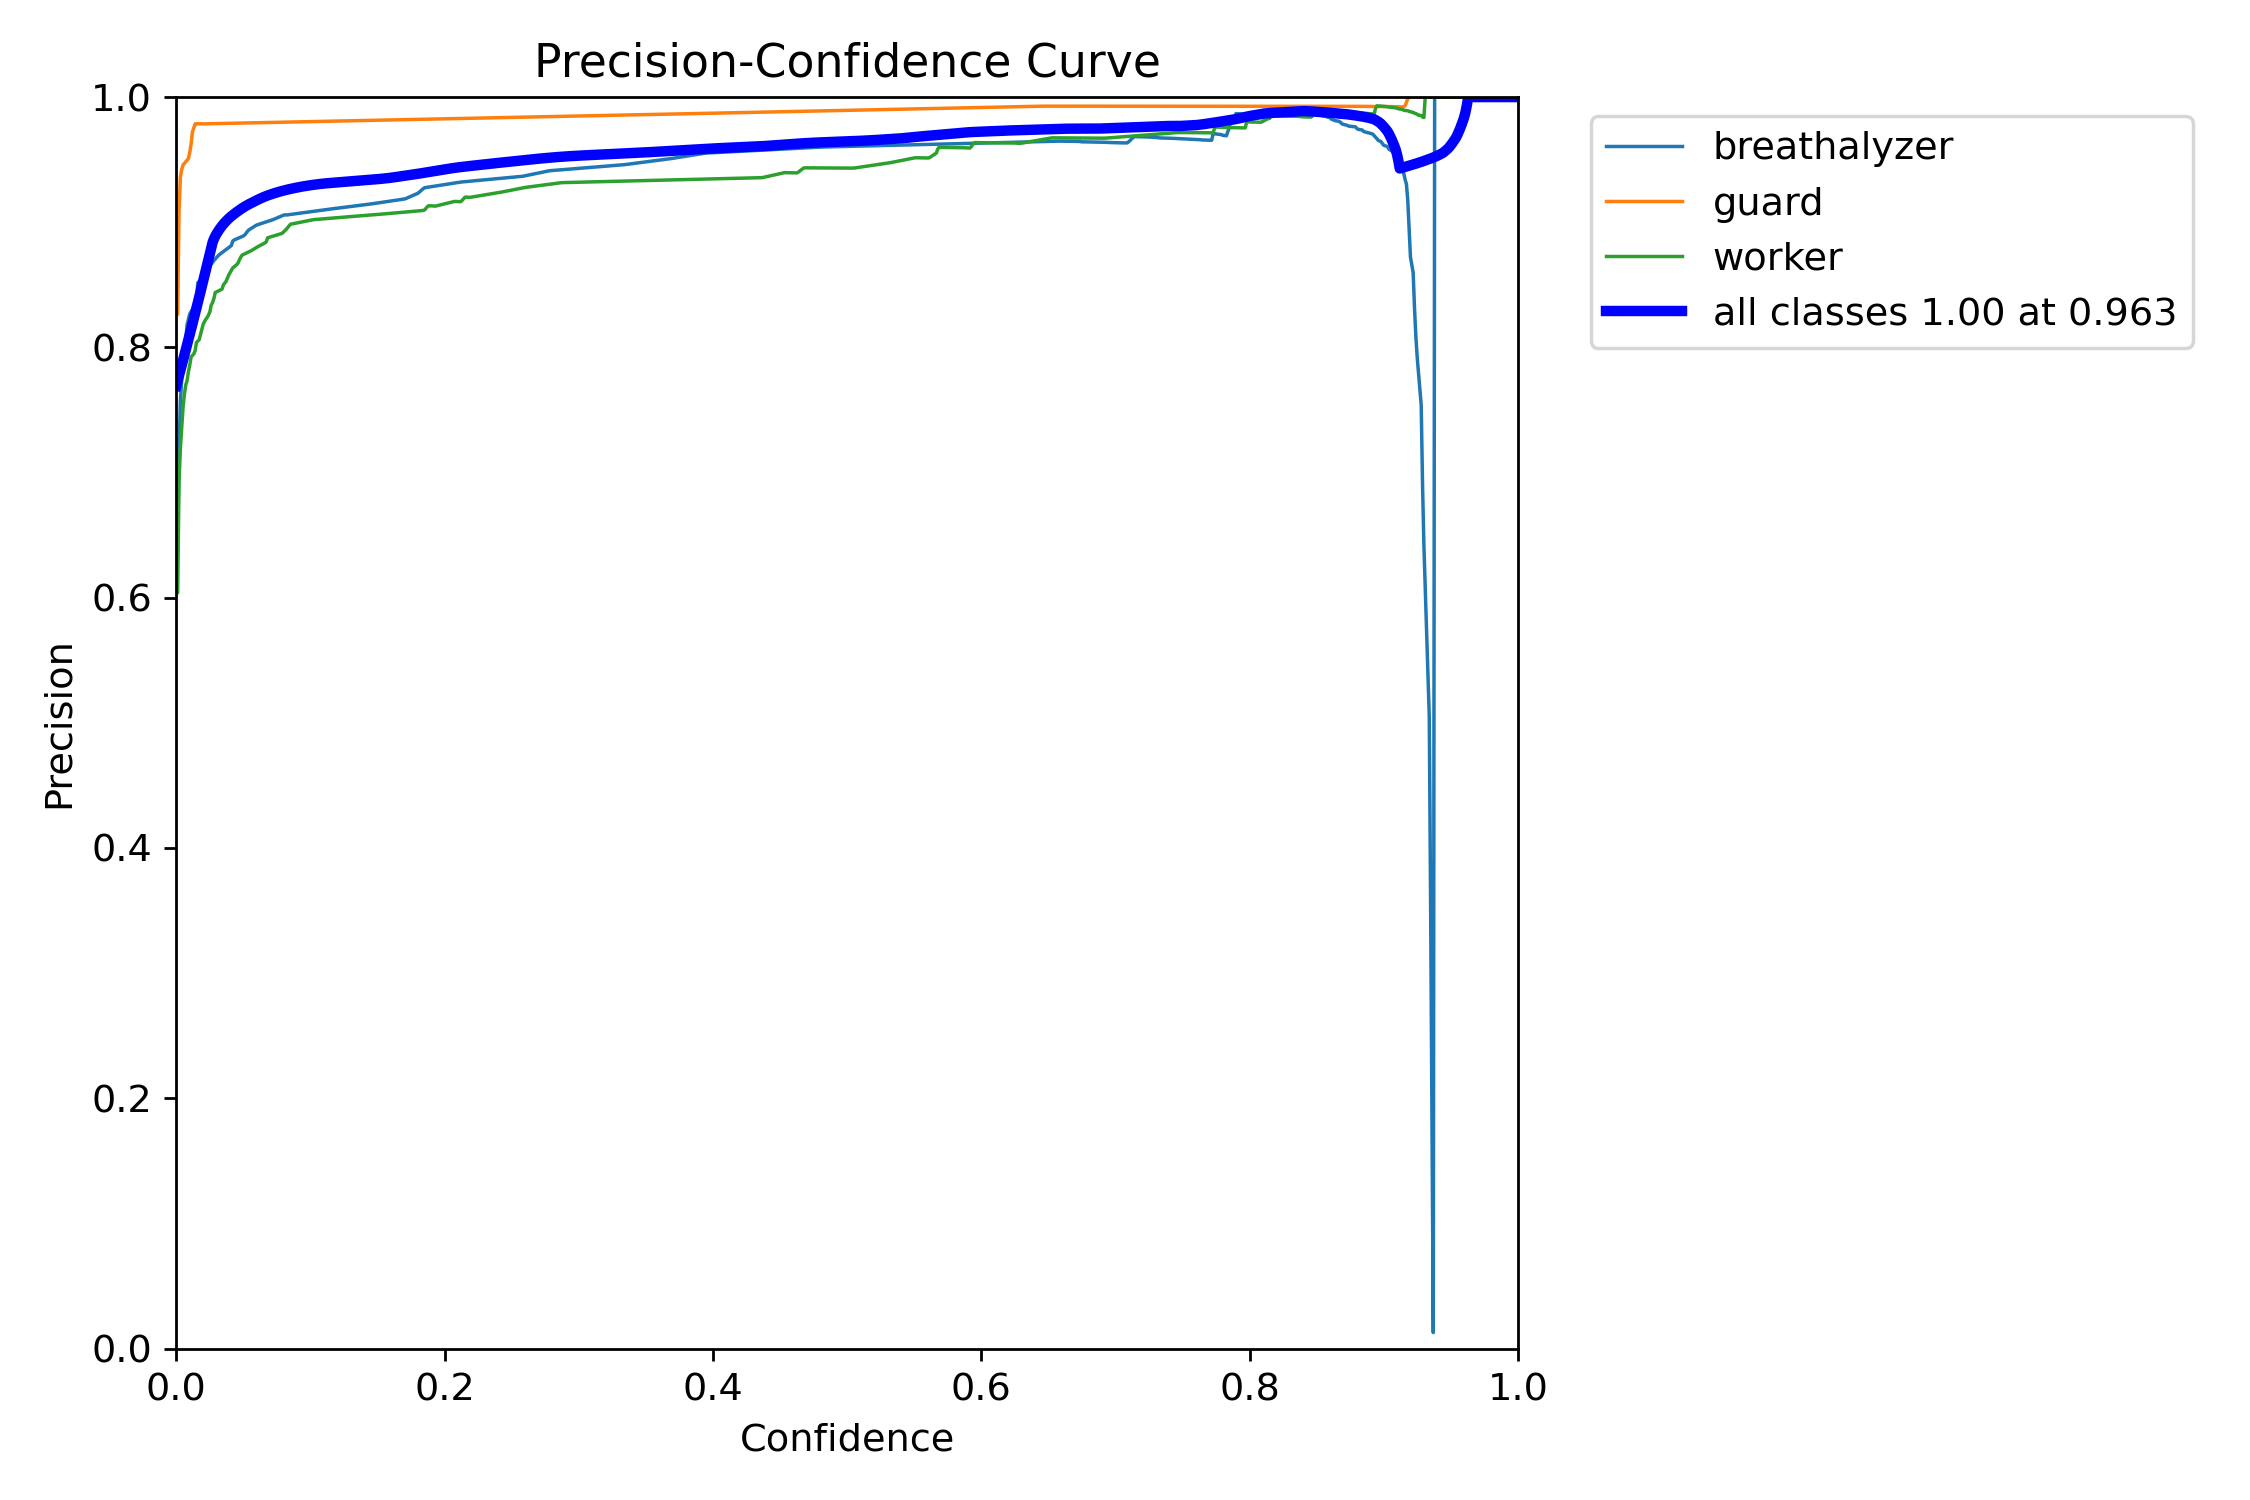 Precision-Confidence Curve
1.0
0.8
0.6
0.4
0.2
0.0
Precision
0.0 0.2 0.4 0.6 0.8 1.0
Confidence
breathalyzer
guard
worker
all classes 1.00 at 0.963